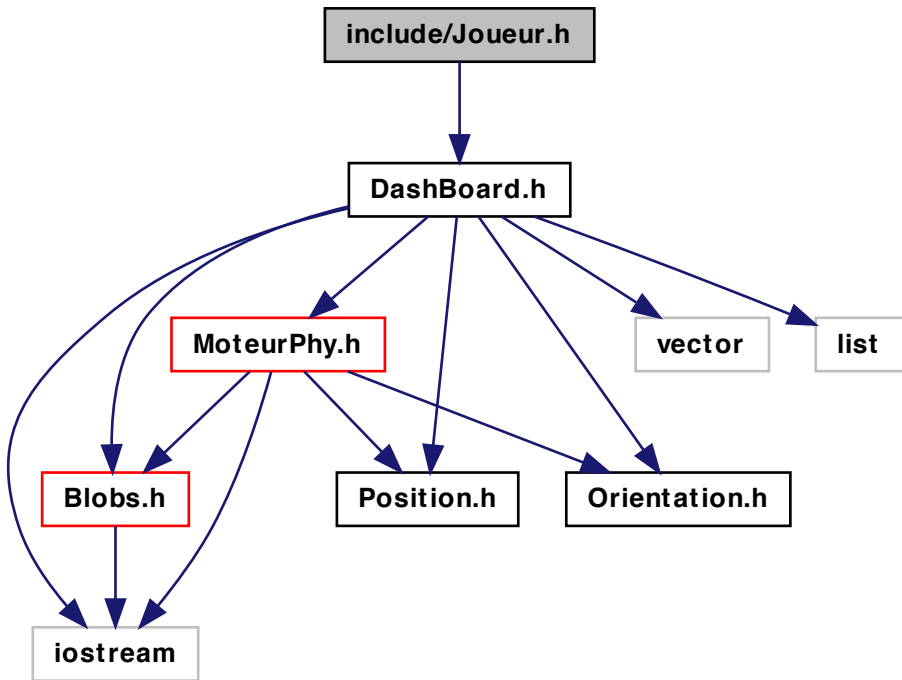 include/Joueur.h
DashBoard.h
MoteurPhy.h
vector
list
Blobs.h
Position.h
Orientation.h
iostream